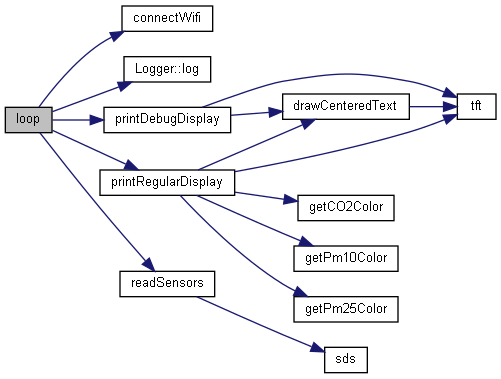 connectWifi
Logger::log
loop
printDebugDisplay
drawCenteredText
tft
printRegularDisplay
getCO2Color
getPm10Color
readSensors
getPm25Color
sds